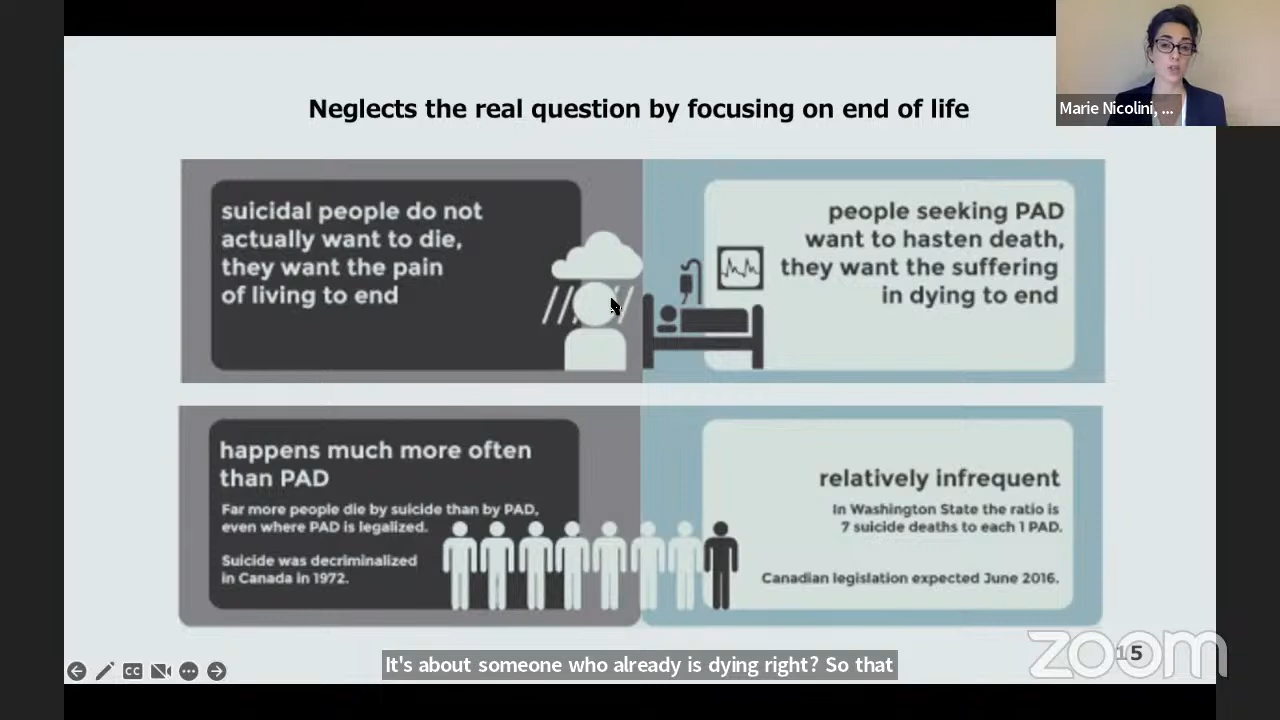 Neglects the real question by focusing on end of life
Marie Nicolini, ...
suicidal people do not
actually want to die,
they want the pain
of living to end
people seeking PAD
want to hasten death,
they want the suffering
in dying to end
happens much more often
than PAD
Far more people die by suicide than by PAD,
even where PAD is legalized.
Suicide was decriminalized
in Canada in 1972.
relatively infrequent
In Washington State the ratio is
7 suicide deaths to each 1 PAD.
Canadian legislation expected June 2016.
CC
It's about someone who already is dying right? So that
zoom
15